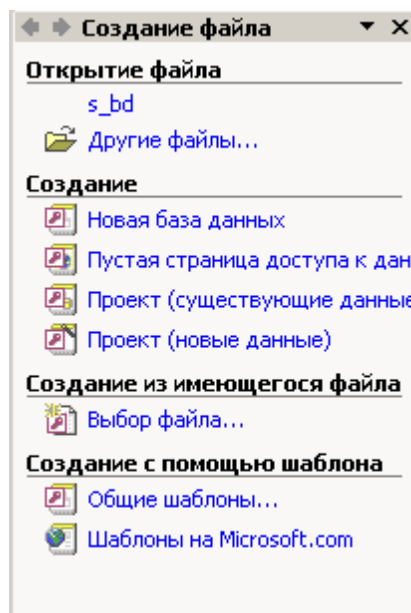 Создание файла
Открытие файла
s_bd
Другие файлы...
Создание
Новая база данных
Пустая страница доступа к дан
Проект (существующие данные
Проект (новые данные)
Создание из имеющегося файла
Выбор файла...
Создание с помощью шаблона
Общие шаблоны...
Шаблоны на Microsoft.com